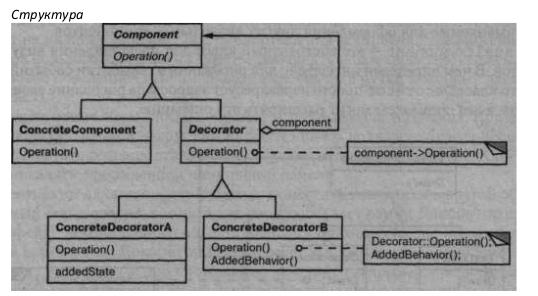 Структура
Component
Operation()
component
ConcreteComponent
Operation()
Decorator
Operation()
component->Operation()
ConcreteDecoratorA
Operation()
addedState
ConcreteDecoratorB
Operation()
AddedBehavior()
Decorator::Operation();
AddedBehavior();